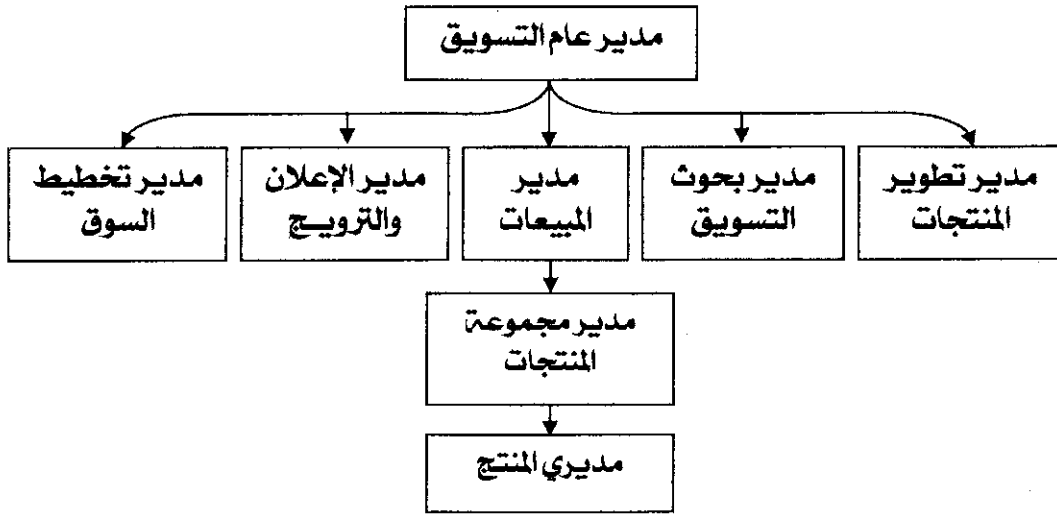 مدير عام التسويق
مدير تطوير
المنتجات
مدير بحوث
التسويق
مدير
المبيعات
مدير الإعلان
والترويج
مدير تخطيط
السوق
مدير مجموعة
المنتجات
مديري المنتج